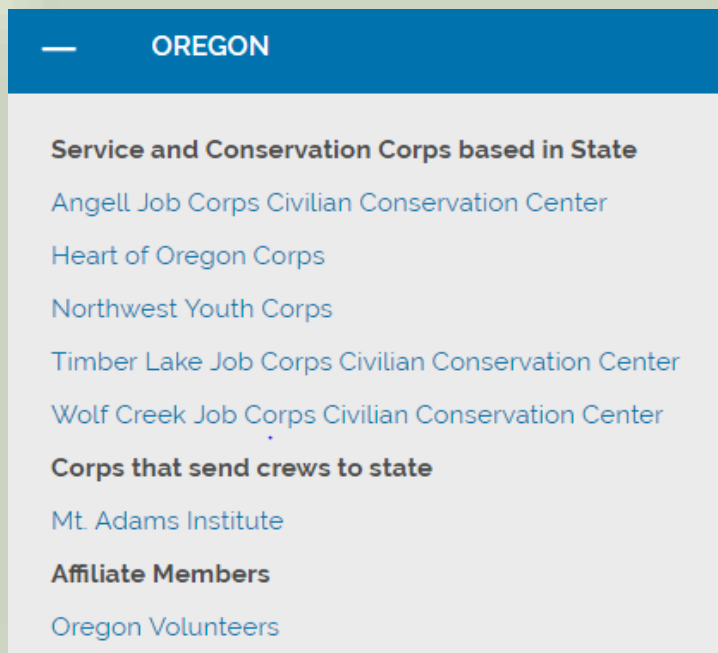 OREGON
Service and Conservation Corps based in State
Angell Job Corps Civilian Conservation Center
Heart of Oregon Corps
Northwest Youth Corps
Timber Lake Job Corps Civilian Conservation Center
Wolf Creek Job Corps Civilian Conservation Center
Corps that send crews to state
Mt. Adams Institute
Affiliate Members
Oregon Volunteers